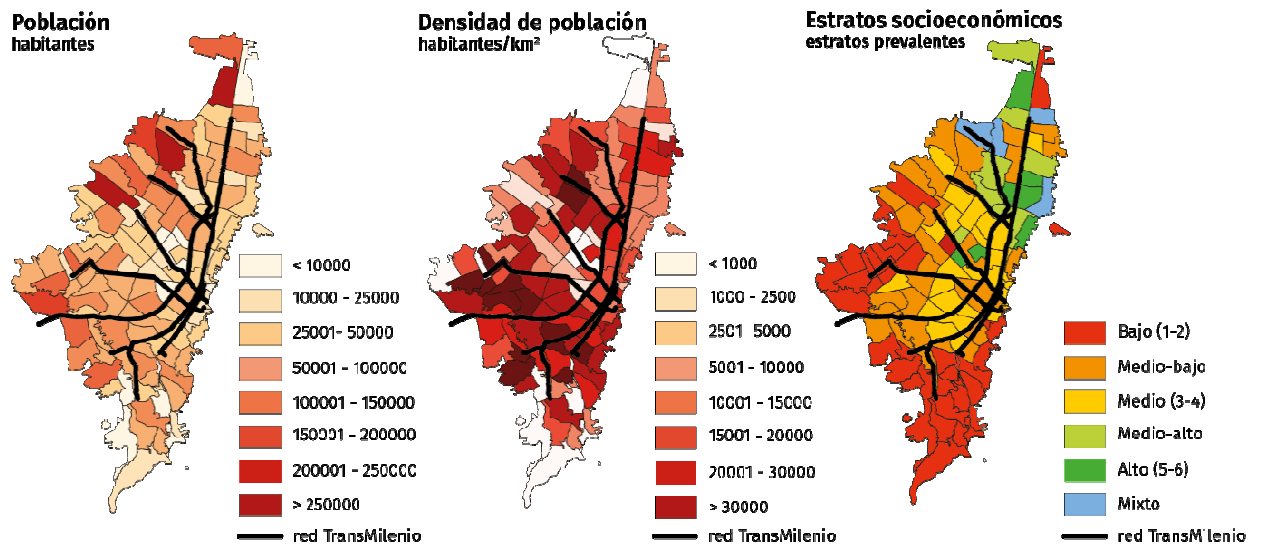 Población
habitantes
< 10000
10000 - 25000
25001- 50000
50001 - 100000
100001 - 150000
150001 - 200000
200001 - 250000
> 250000
red TransMilenio
Densidad de población
habitantes/km²
< 1000
1000 - 2500
2501 5000
5001 - 10000
10001 - 15000
15001 - 20000
20001 - 30000
> 30000
red TransMilenio
Estratos socioeconómicos
estratos prevalentes
Bajo (1-2)
Medio-bajo
Medio (3-4)
Medio-alto
Alto (5-6)
Mixto
red TransMilenio